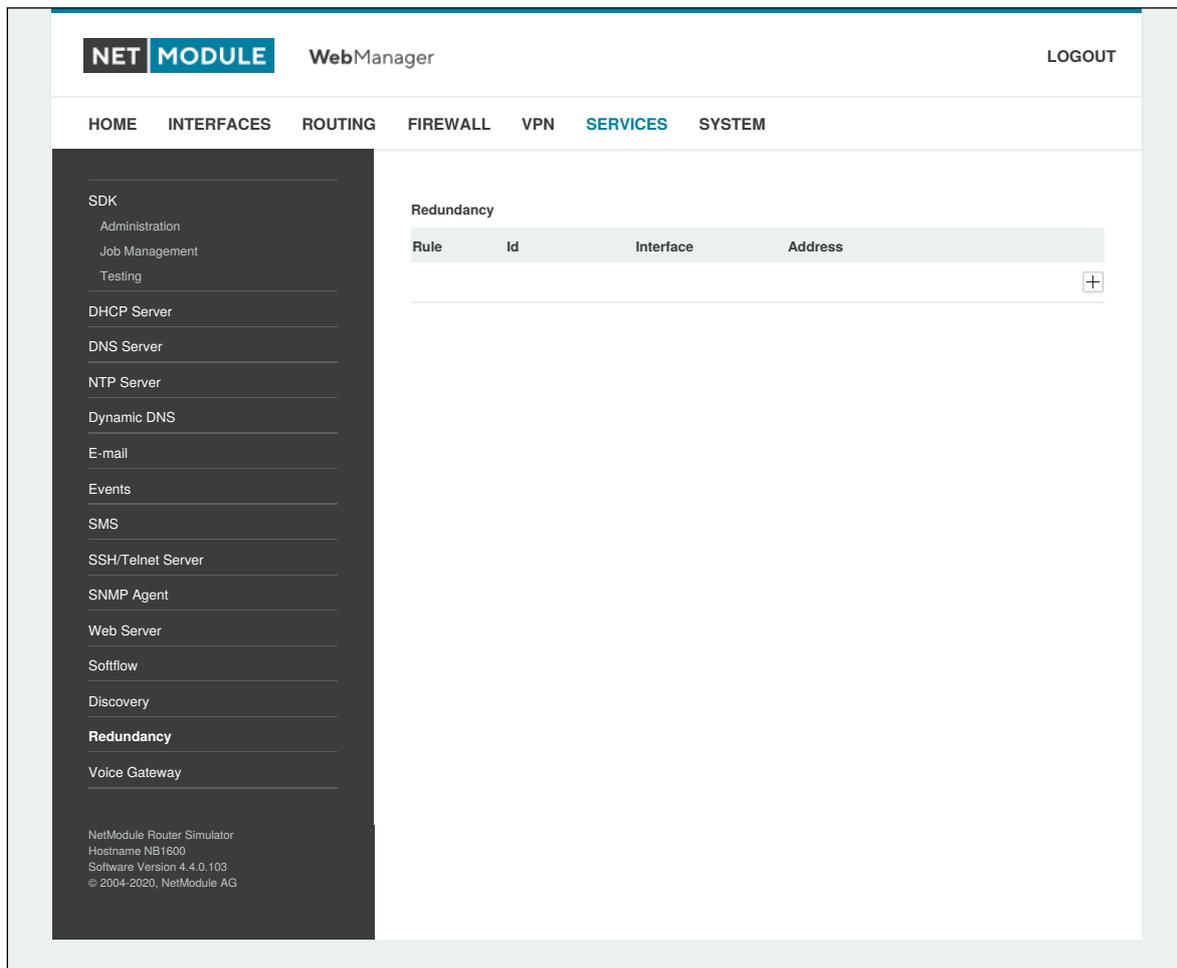 NET MODULE WebManager LOGOUT
HOME INTERFACES ROUTING FIREWALL VPN SERVICES SYSTEM
SDK
Administration
Job Management
Testing
DHCP Server
DNS Server
NTP Server
Dynamic DNS
E-mail
Events
SMS
SSH/Telnet Server
SNMP Agent
Web Server
Softflow
Discovery
Redundancy
Voice Gateway
NetModule Router Simulator
Hostname NB1600
Software Version 4.4.0.103
© 2004-2020, NetModule AG
Redundancy
Rule Id Interface Address